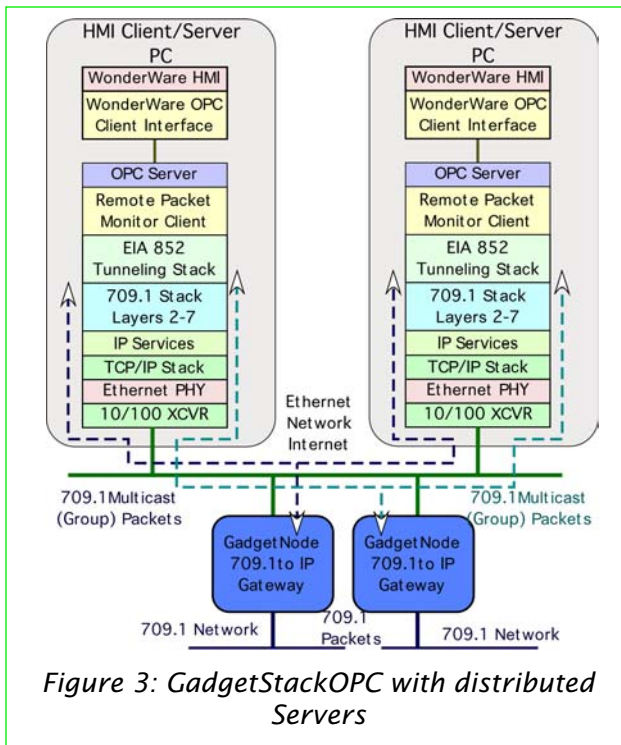 HMI Client/Server
PC
WonderWare HMI
WonderWare OPC
Client Interface
OPC Server
Remote Packet
Monitor Client
EIA 852
Tunneling Stack
709.1 Stack
Layers 2-7
IP Services
TCP/IP Stack
Ethernet PHY
10/100 XCVR
HMI Client/Server
PC
WonderWare HMI
WonderWare OPC
Client Interface
OPC Server
Remote Packet
Monitor Client
EIA 852
Tunneling Stack
709.1 Stack
Layers 2-7
IP Services
TCP/IP Stack
Ethernet PHY
10/100 XCVR
Ethernet
Network
Internet
709.1Multicast
(Group) Packets
709.1Multicast
(Group) Packets
GadgetNode
709.1to IP
Gateway
GadgetNode
709.1to IP
Gateway
709.1 Network
709.1
Packets
709.1 Network
Figure 3: GadgetStackOPC with distributed
Servers